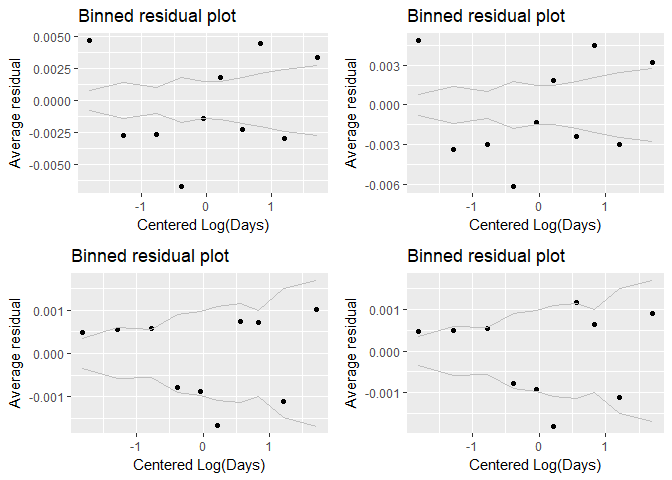 Binned residual plot
Average residual
0.0050
0.0025
0.0000
-0.0025
-0.0050
-1
0
1
Centered Log(Days)
Binned residual plot
Average residual
0.003
0.000
-0.003
-0.006
-1
0
1
Centered Log(Days)
Binned residual plot
Average residual
0.001
0.000
-0.001
-1
0
1
Centered Log(Days)
Binned residual plot
Average residual
0.001
0.000
-0.001
-1
0
1
Centered Log(Days)